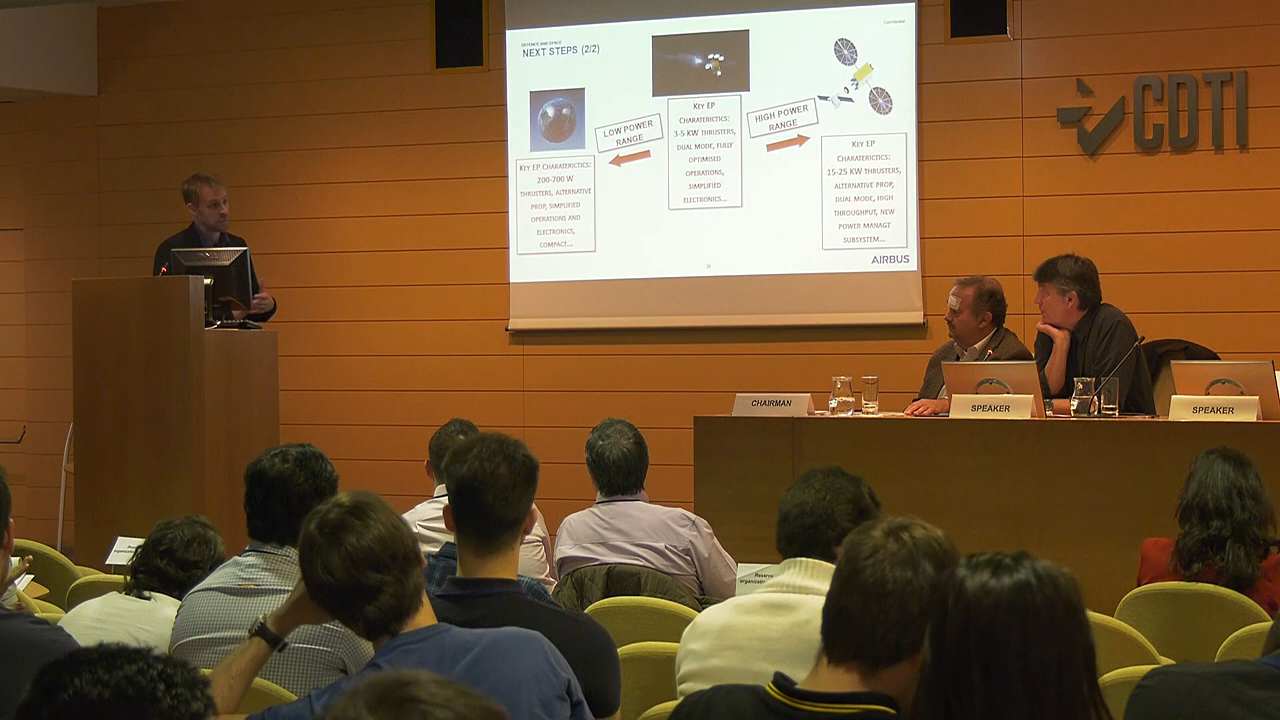 Confidential
DEFENCE AND SPACE
NEXT STEPS (2/2)
LOW POWER
RANGE
HIGH POWER
RANGE
KEY EP CHARATERICTICS:
200-700 W
THRUSTERS, ALTERNATIVE
PROP, SIMPLIFIED
OPERATIONS AND
ELECTRONICS,
COMPACT...
KEY EP
CHARATERICTICS:
3-5 KW THRUSTERS,
DUAL MODE, FULLY
OPTIMISED
OPERATIONS,
SIMPLIFIED
ELECTRONICS...
KEY EP
CHARATERICTICS:
15-25 KW THRUSTERS,
ALTERNATIVE PROP,
DUAL MODE, HIGH
THROUGHPUT, NEW
POWER MANAGT
SUBSYSTEM...
AIRBUS
CDTI
CHAIRMAN
SPEAKER
SPEAKER